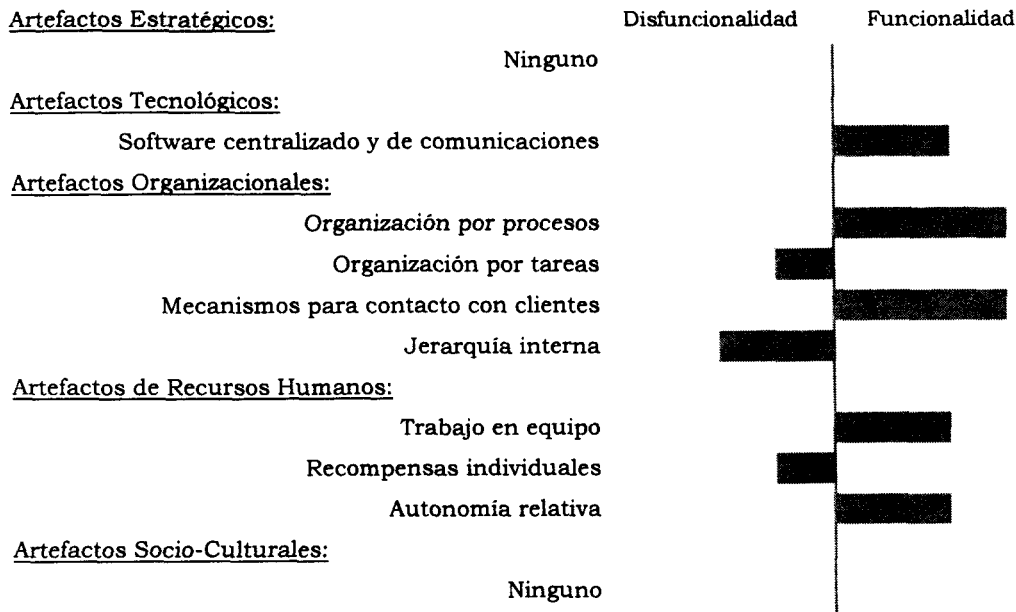 Artefactos Estratégicos:
Disfuncionalidad
Funcionalidad
Ninguno
Artefactos Tecnológicos:
Software centralizado y de comunicaciones
Artefactos Organizacionales:
Organización por procesos
Organización por tareas
Mecanismos para contacto con clientes
Jerarquía interna
Artefactos de Recursos Humanos:
Trabajo en equipo
Recompensas individuales
Autonomía relativa
Artefactos Socio-Culturales:
Ninguno